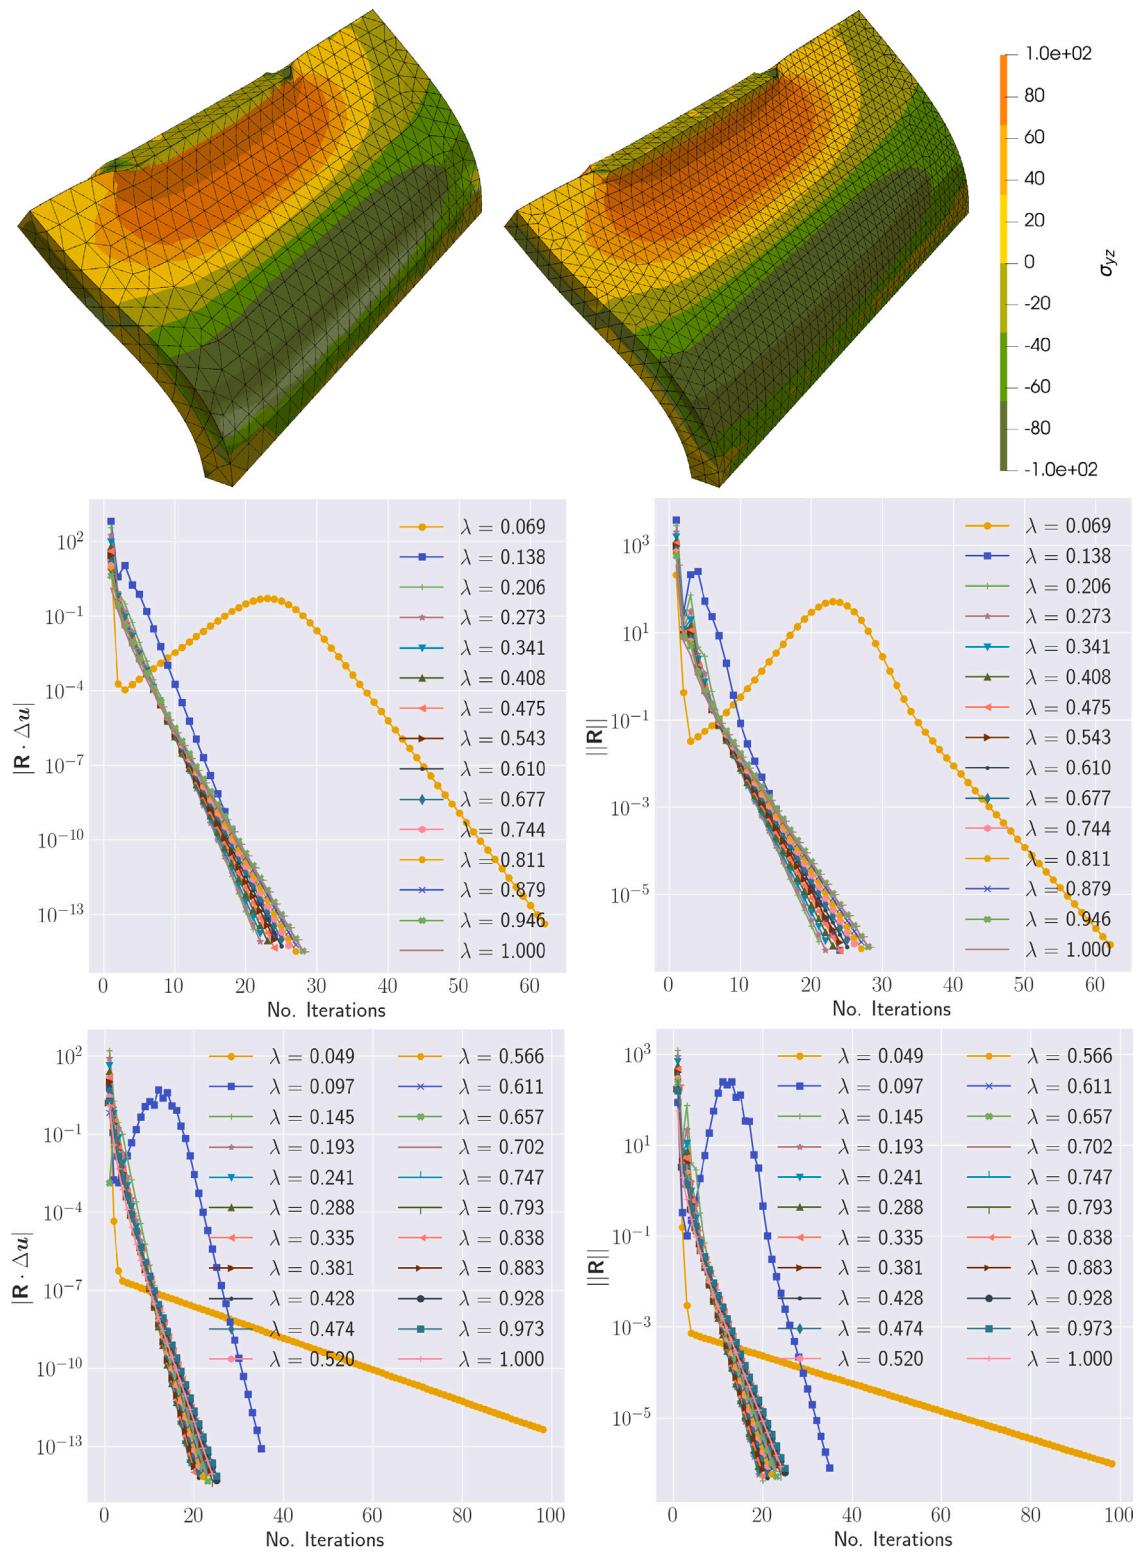 1.0e+02
80
60
40
20
0
-20
-40
-60
-80
-1.0e+02
σyz
10²
10⁻¹
10⁻⁴
10⁻⁷
10⁻¹⁰
10⁻¹³
|R · Δu|
λ = 0.069
λ = 0.138
λ = 0.206
λ = 0.273
λ = 0.341
λ = 0.408
λ = 0.475
λ = 0.543
λ = 0.610
λ = 0.677
λ = 0.744
λ = 0.811
λ = 0.879
λ = 0.946
λ = 1.000
0 10 20 30 40 50 60
No. Iterations
10³
10¹
10⁻¹
10⁻³
10⁻⁵
||R||
λ = 0.069
λ = 0.138
λ = 0.206
λ = 0.273
λ = 0.341
λ = 0.408
λ = 0.475
λ = 0.543
λ = 0.610
λ = 0.677
λ = 0.744
λ = 0.811
λ = 0.879
λ = 0.946
λ = 1.000
0 10 20 30 40 50 60
No. Iterations
10²
10⁻¹
10⁻⁴
10⁻⁷
10⁻¹⁰
10⁻¹³
|R · Δu|
λ = 0.049 λ = 0.566
λ = 0.097 λ = 0.611
λ = 0.145 λ = 0.657
λ = 0.193 λ = 0.702
λ = 0.241 λ = 0.747
λ = 0.288 λ = 0.793
λ = 0.335 λ = 0.838
λ = 0.381 λ = 0.883
λ = 0.428 λ = 0.928
λ = 0.474 λ = 0.973
λ = 0.520 λ = 1.000
0 20 40 60 80 100
No. Iterations
10³
10¹
10⁻¹
10⁻³
10⁻⁵
||R||
λ = 0.049 λ = 0.566
λ = 0.097 λ = 0.611
λ = 0.145 λ = 0.657
λ = 0.193 λ = 0.702
λ = 0.241 λ = 0.747
λ = 0.288 λ = 0.793
λ = 0.335 λ = 0.838
λ = 0.381 λ = 0.883
λ = 0.428 λ = 0.928
λ = 0.474 λ = 0.973
λ = 0.520 λ = 1.000
0 20 40 60 80 100
No. Iterations